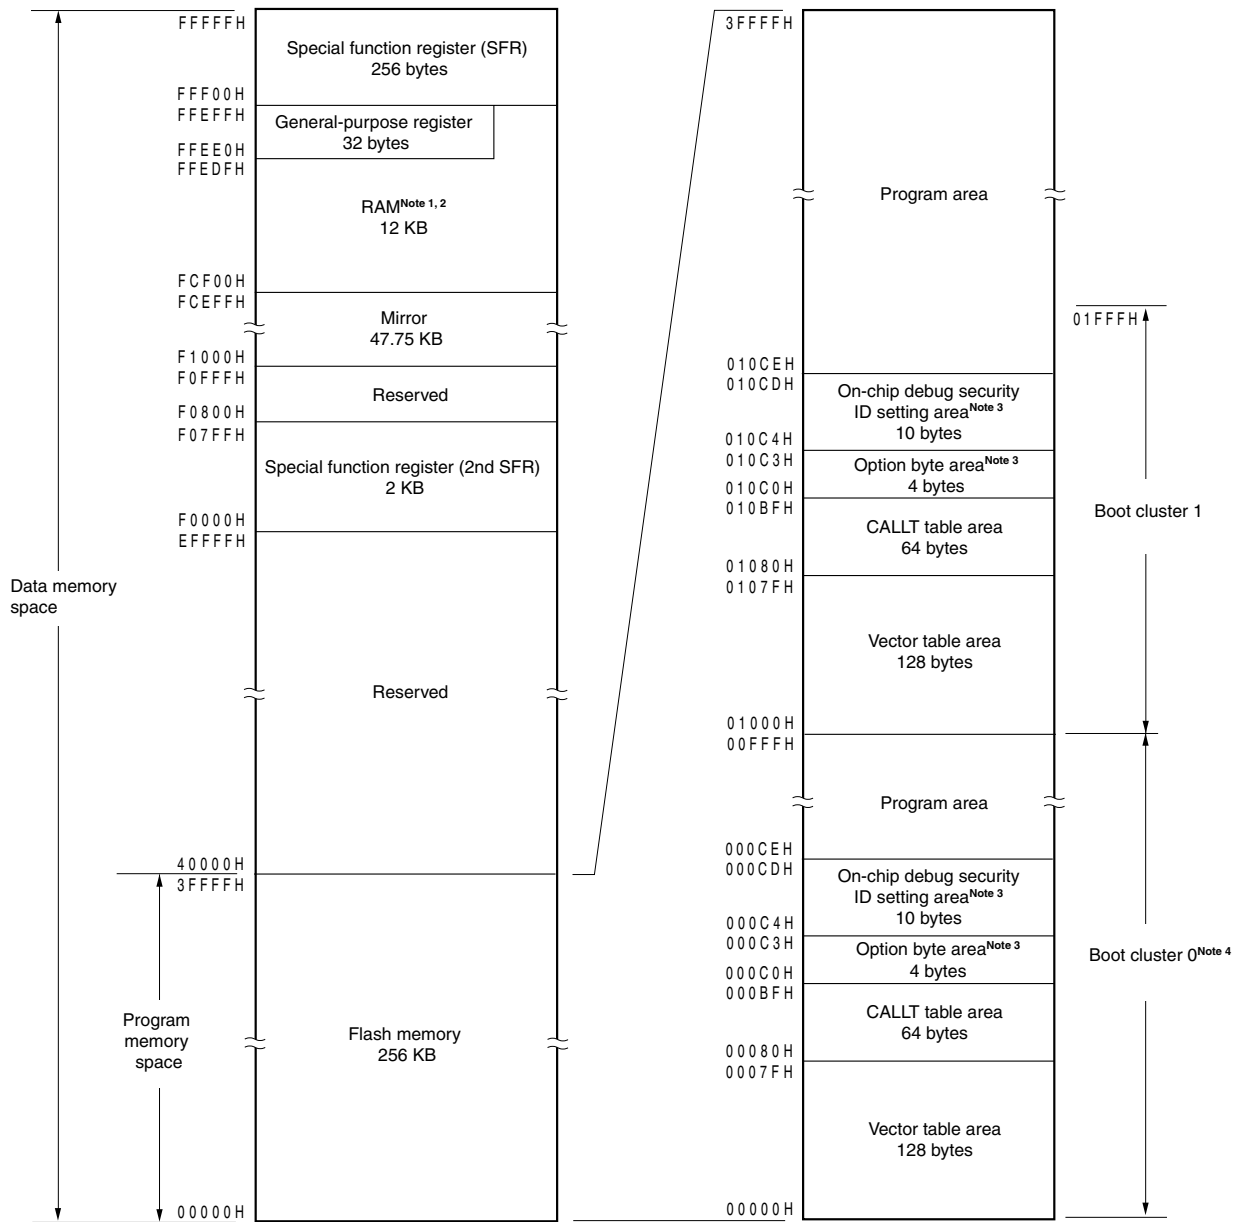 FFFFFH
Special function register (SFR)
256 bytes
FFF00H
FFEFFH
General-purpose register
32 bytes
FFEE0H
FFEDFH
RAMNote 1, 2
12 KB
FCF00H
FCEFFH
Mirror
47.75 KB
F1000H
F0FFFH
Reserved
F0800H
F07FFH
Special function register (2nd SFR)
2 KB
F0000H
EFFFFH
Data memory
space
Reserved
40000H
3FFFFH
Program
memory
space
Flash memory
256 KB
00000H
3FFFFH
Program area
01FFFH
010CEH
010CDH
On-chip debug security
ID setting areaNote 3
10 bytes
010C4H
010C3H
Option byte areaNote 3
4 bytes
010C0H
010BFH
CALLT table area
64 bytes
Boot cluster 1
01080H
0107FH
Vector table area
128 bytes
01000H
00FFFH
Program area
000CEH
000CDH
On-chip debug security
ID setting areaNote 3
10 bytes
000C4H
000C3H
Option byte areaNote 3
4 bytes
Boot cluster 0Note 4
000C0H
000BFH
CALLT table area
64 bytes
00080H
0007FH
Vector table area
128 bytes
00000H